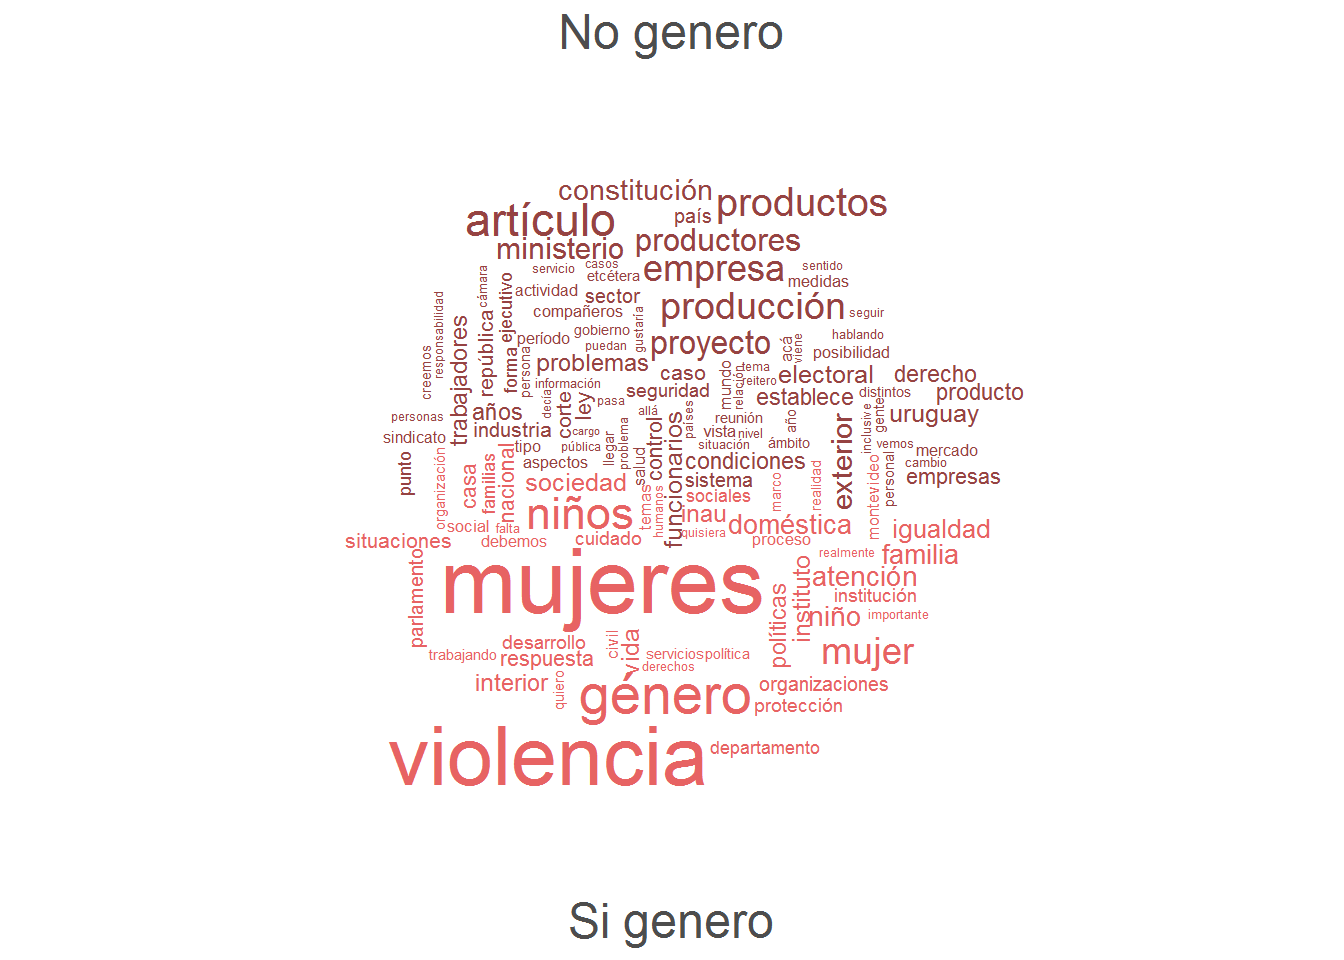 No genero
constitución
productos
artículo
país
ministerio
productores
servicio
casos
etcétera
empresa
sentido
medidas
cámara
ejecutivo
actividad
sector
compañeros
producción
seguir
responsabilidad
creemos
trabajadores
república
forma
período
persona
gobierno
puedan
gustaria
proyecto
acá
viene
hablando
posibilidad
problemas
información
caso
seguridad
mundo
relación
tema
reitero
electoral
derecho
establece
distintos
producto
personas
años
decía
corte
ley
pasa
allá
países
reunión
año
gente
uruguay
sindicato
industria
cargo
tipo
pública
llegar
problema
control
funcionarios
vista
nivel
situación
ámbito
exterior
inclusive
vemos
mercado
punto
organización
casa
familias
nacional
aspectos
salud
condiciones
sistema
cambio
personal
empresas
sociedad
temas
humanos
sociales
marco
realidad
montevideo
niños
inau
quisiera
doméstica
igualdad
social
falta
situaciones
debemos
cuidado
proceso
realmente
familia
mujeres
parlamento
políticas
instituto
atención
institución
niño
importante
desarrollo
civil
vida
trabajando
respuesta
servicios
política
derechos
mujer
interior
quiero
género
organizaciones
protección
violencia
departamento
Si genero